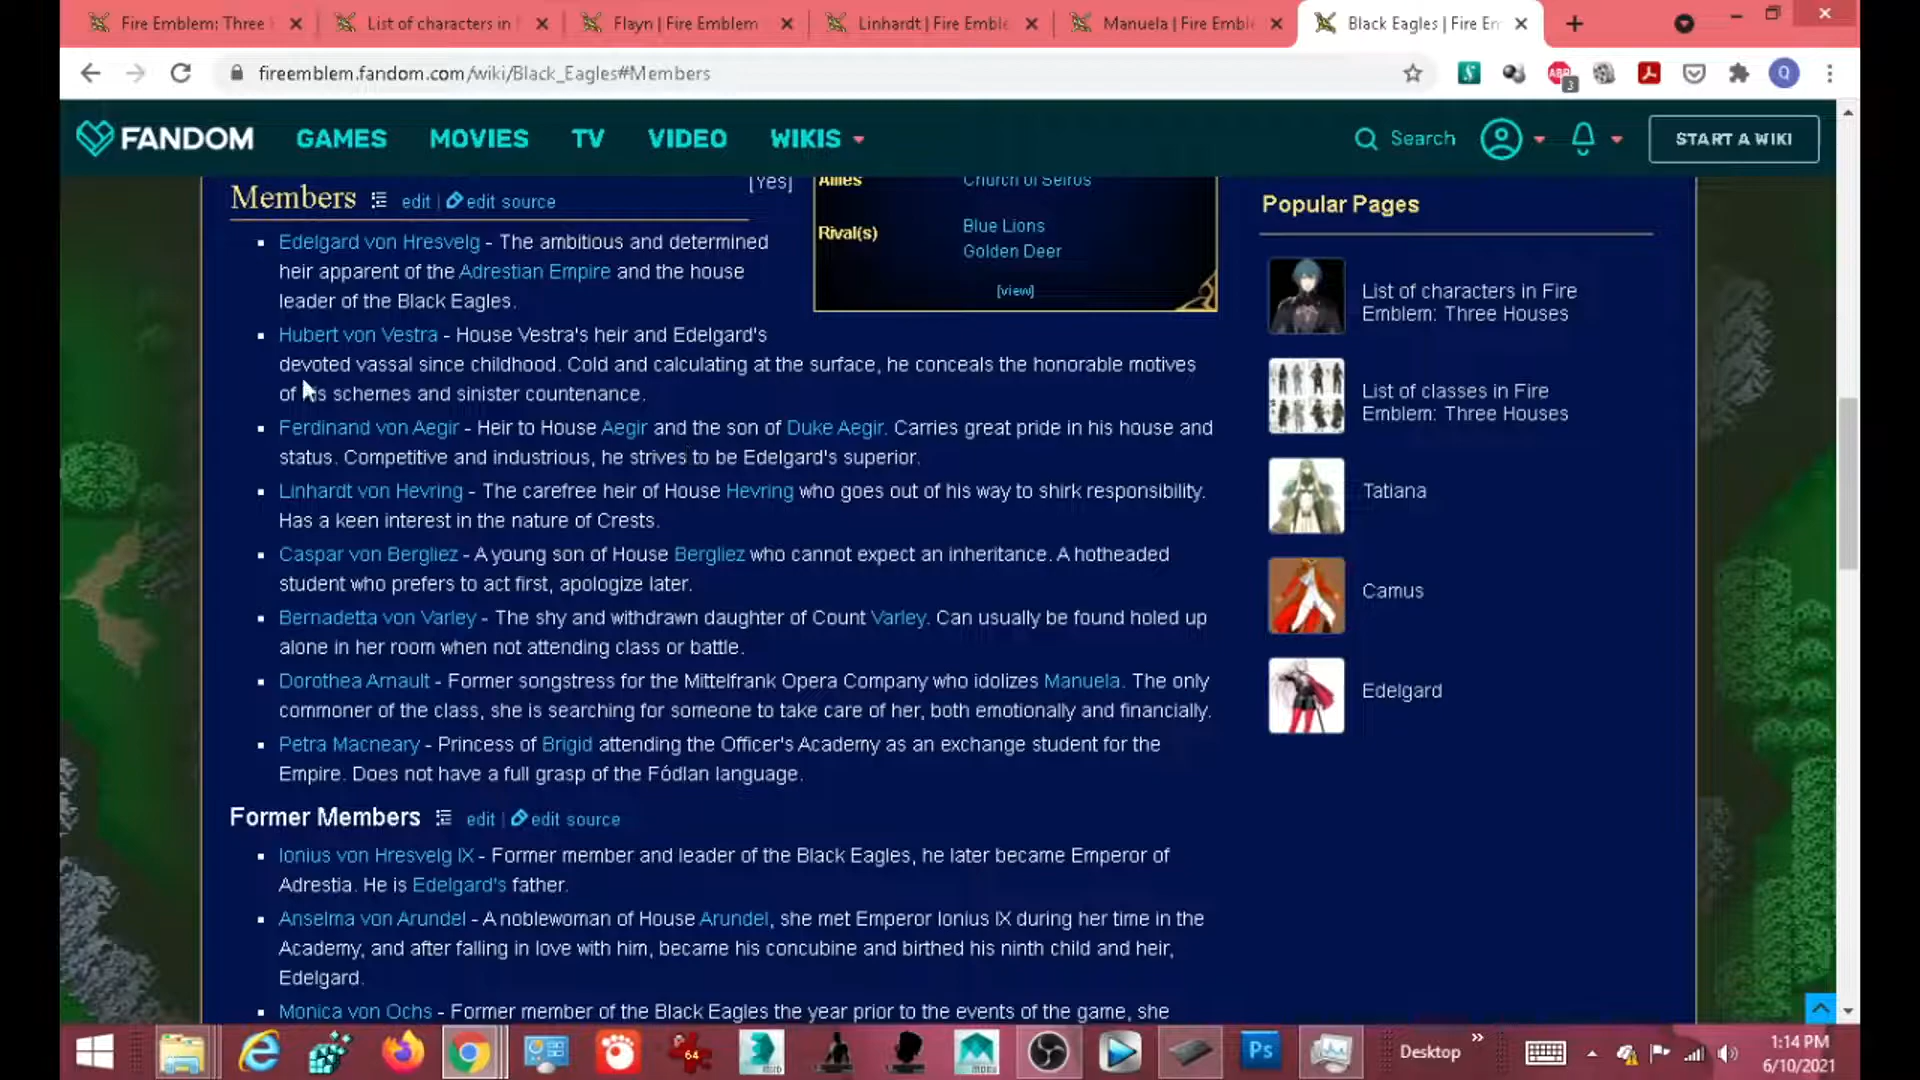 Fire Emblem: Three
List of characters in
Flayn | Fire Emblem
Linhardt | Fire Emble
Manuela | Fire Emble
Black Eagles | Fire En
fireemblem.fandom.com/wiki/Black_Eagles#Members
ABP
3
Q
FANDOM
GAMES
MOVIES
TV
VIDEO
WIKIS
Search
START A WIKI
Members
edit | edit source
[Yes]
Allies
Church of Seiros
Rival(s)
Blue Lions
Golden Deer
[view]
Edelgard von Hresvelg - The ambitious and determined
heir apparent of the Adrestian Empire and the house
leader of the Black Eagles.
Hubert von Vestra - House Vestra's heir and Edelgard's
devoted vassal since childhood. Cold and calculating at the surface, he conceals the honorable motives
of his schemes and sinister countenance.
Ferdinand von Aegir - Heir to House Aegir and the son of Duke Aegir. Carries great pride in his house and
status. Competitive and industrious, he strives to be Edelgard's superior.
Linhardt von Hevring - The carefree heir of House Hevring who goes out of his way to shirk responsibility.
Has a keen interest in the nature of Crests.
Caspar von Bergliez - A young son of House Bergliez who cannot expect an inheritance. A hotheaded
student who prefers to act first, apologize later.
Bernadetta von Varley - The shy and withdrawn daughter of Count Varley. Can usually be found holed up
alone in her room when not attending class or battle.
Dorothea Arnault - Former songstress for the Mittelfrank Opera Company who idolizes Manuela. The only
commoner of the class, she is searching for someone to take care of her, both emotionally and financially.
Petra Macneary - Princess of Brigid attending the Officer's Academy as an exchange student for the
Empire. Does not have a full grasp of the Fódlan language.
Former Members
edit | edit source
Ionius von Hresvelg IX - Former member and leader of the Black Eagles, he later became Emperor of
Adrestia. He is Edelgard's father.
Anselma von Arundel - A noblewoman of House Arundel, she met Emperor Ionius IX during her time in the
Academy, and after falling in love with him, became his concubine and birthed his ninth child and heir,
Edelgard.
Monica von Ochs - Former member of the Black Eagles the year prior to the events of the game, she
Popular Pages
List of characters in Fire
Emblem: Three Houses
List of classes in Fire
Emblem: Three Houses
Tatiana
Camus
Edelgard
64
Ps
Desktop
1:14 PM
6/10/2021